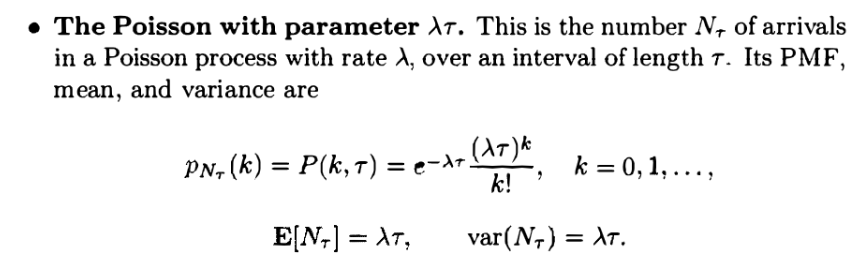 • The Poisson with parameter λτ. This is the number N_τ of arrivals
in a Poisson process with rate λ, over an interval of length τ. Its PMF,
mean, and variance are
p_{N_τ}(k) = P(k, τ) = e^{−λτ} \frac{(λτ)^k}{k!}, k = 0, 1, . . . ,
E[N_τ] = λτ, var(N_τ) = λτ.